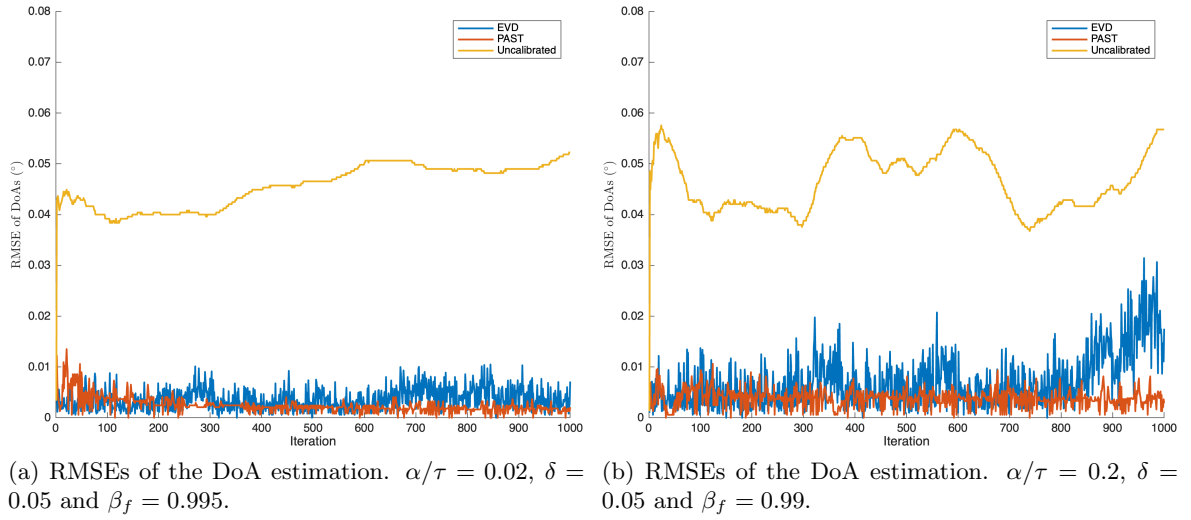 0.08
0.07
0.06
0.05
0.04
0.03
0.02
0.01
0
RMSE of DoAs (°)
EVD
PAST
Uncalibrated
0 100 200 300 400 500 600 700 800 900 1000
Iteration
0.08
0.07
0.06
0.05
0.04
0.03
0.02
0.01
0
RMSE of DoAs (°)
EVD
PAST
Uncalibrated
0 100 200 300 400 500 600 700 800 900 1000
Iteration
(a) RMSEs of the DoA estimation. α/τ = 0.02, δ =
0.05 and β_f = 0.995.
(b) RMSEs of the DoA estimation. α/τ = 0.2, δ =
0.05 and β_f = 0.99.